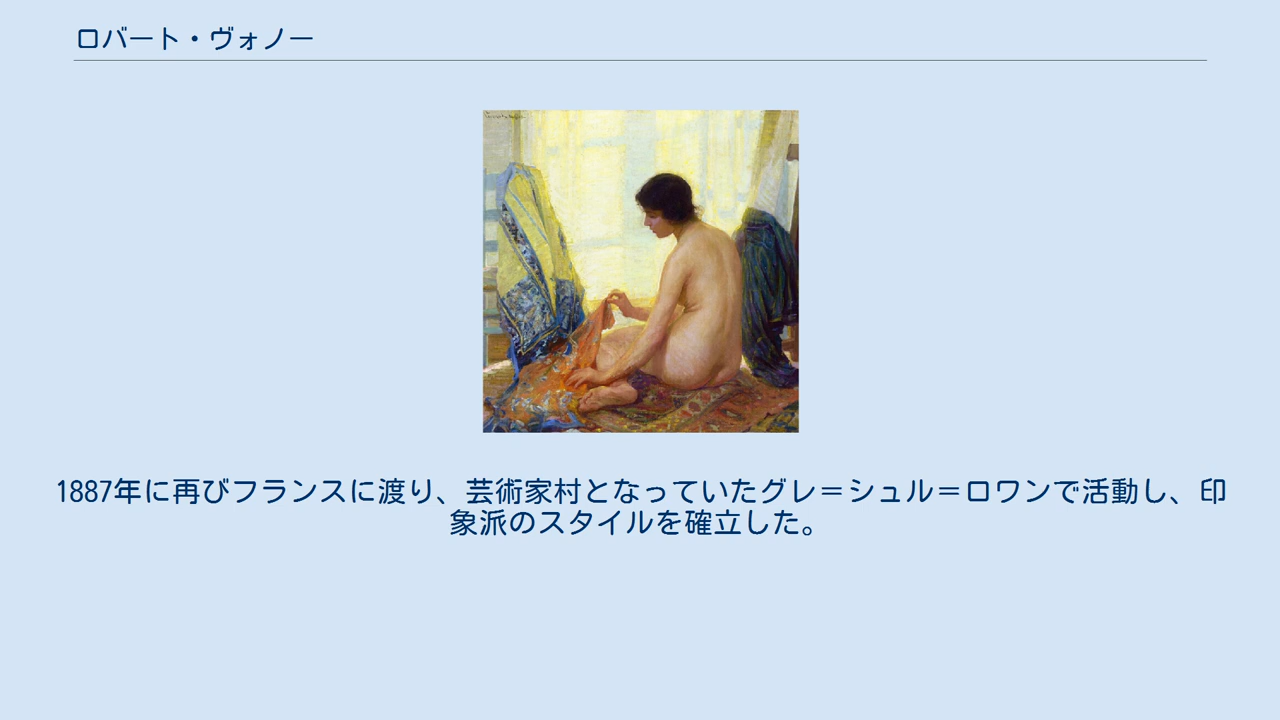 ロバート・ヴォノー
1887年に再びフランスに渡り、芸術家村となっていたグレ＝シュル＝ロワンで活動し、印
象派のスタイルを確立した。